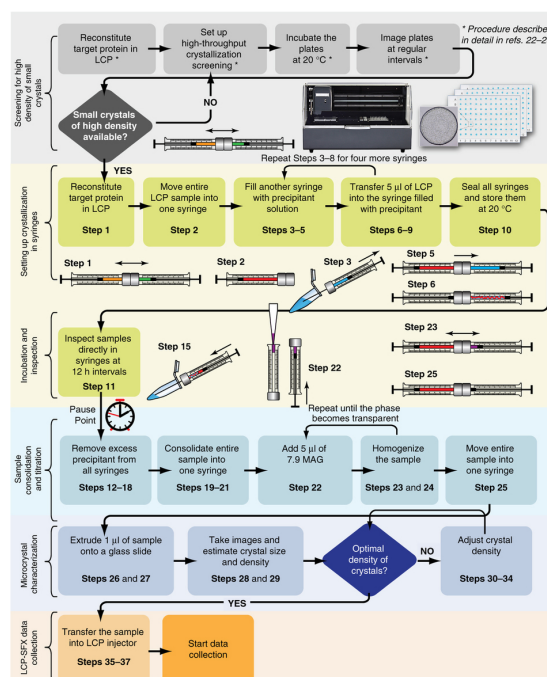 Screening for high
density of small
crystals
Reconstitute
target protein in
LCP *
Set up
high-throughput
crystallization
screening *
Incubate the
plates
at 20 °C *
Image plates
at regular
intervals *
* Procedure describe
in detail in refs. 22–2
NO
Small crystals
of high density
available?
YES
Repeat Steps 3–8 for four more syringes
Setting up crystallization
in syringes
Reconstitute
target protein
in LCP
Step 1
Move entire
LCP sample into
one syringe
Step 2
Fill another syringe
with precipitant
solution
Steps 3–5
Transfer 5 µl of LCP
into the syringe filled
with precipitant
Steps 6–9
Seal all syringes
and store them
at 20 °C
Step 10
Step 1
Step 2
Step 3
Step 5
Step 6
Incubation and
inspection
Inspect samples
directly in
syringes at
12 h intervals
Step 11
Step 15
Step 22
Step 23
Step 25
Pause
Point
Repeat until the phase
becomes transparent
Sample
consolidation
and titration
Remove excess
precipitant from
all syringes
Steps 12–18
Consolidate entire
sample into
one syringe
Steps 19–21
Add 5 µl of
7.9 MAG
Step 22
Homogenize
the sample
Steps 23 and 24
Move entire
sample into
one syringe
Step 25
Microcrystal
characterization
Extrude 1 µl of sample
onto a glass slide
Steps 26 and 27
Take images and
estimate crystal size
and density
Steps 28 and 29
Optimal
density of
crystals?
NO
Adjust crystal
density
Steps 30–34
YES
LCP-SFX data
collection
Transfer the sample
into LCP injector
Steps 35–37
Start data
collection